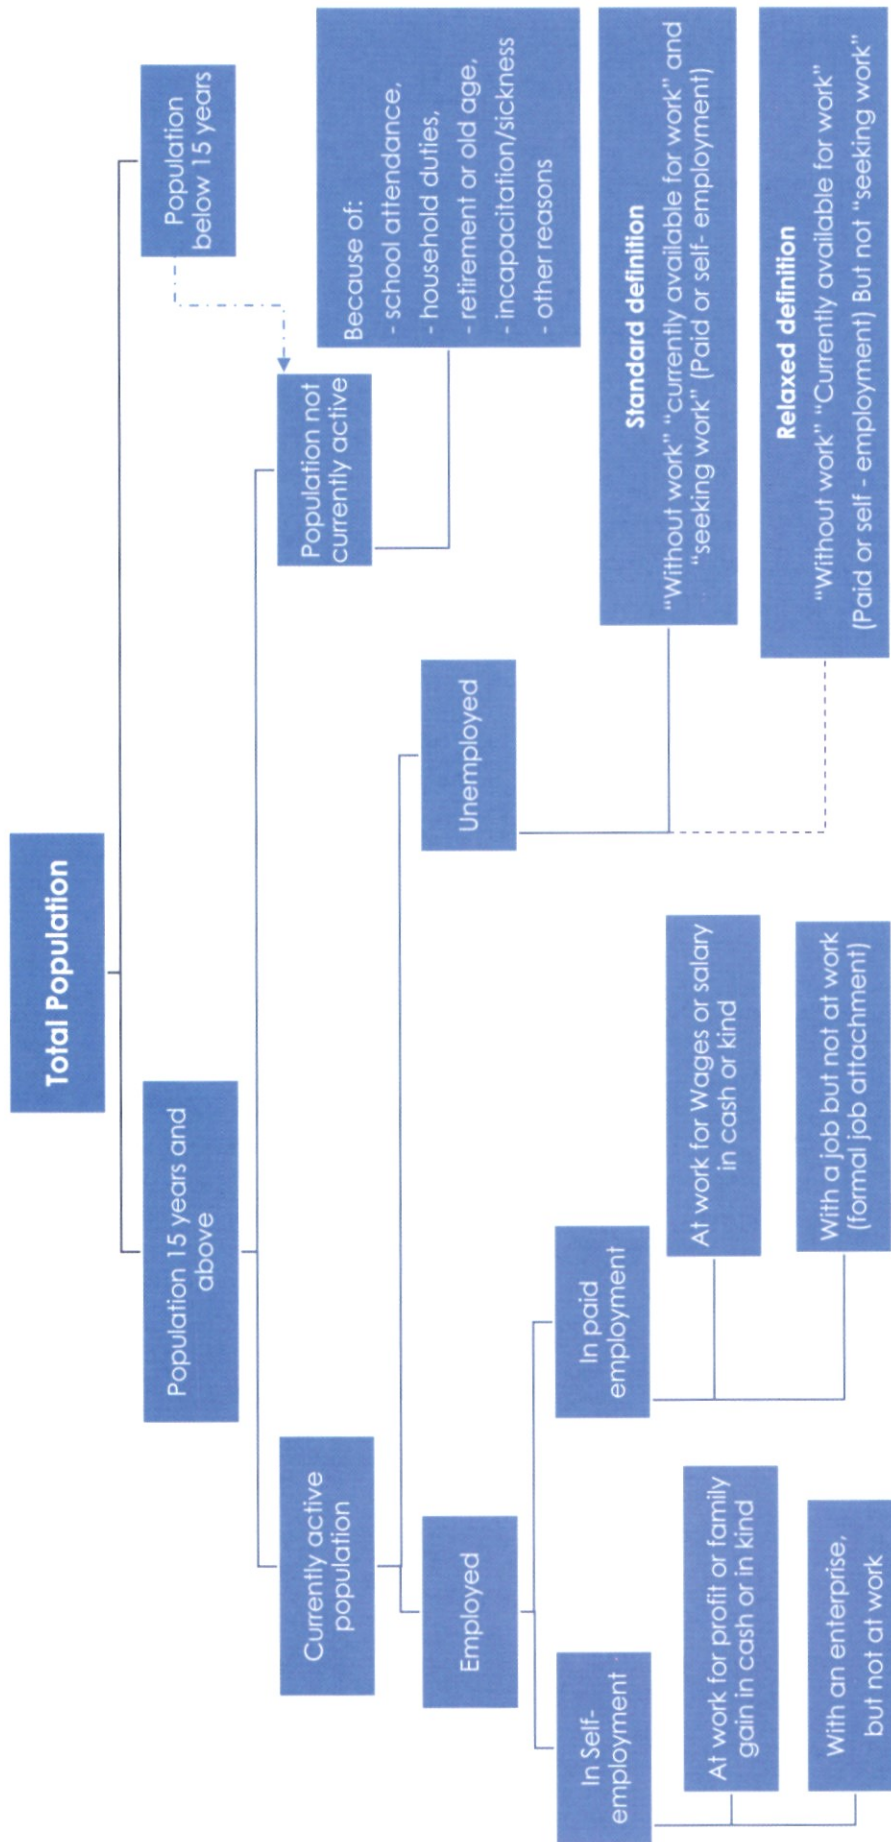 Total Population
Population 15 years and
above
Population
below 15 years
Currently active
population
Population not
currently active
Because of:
- school attendance,
- household duties,
- retirement or old age,
- incapacitation/sickness
- other reasons
Employed
Unemployed
Standard definition
"Without work" "currently available for work" and
"seeking work" (Paid or self- employment)
Relaxed definition
"Without work" "Currently available for work"
(Paid or self - employment) But not "seeking work"
In Self-
employment
In paid
employment
At work for profit or family
gain in cash or in kind
With an enterprise,
but not at work
At work for Wages or salary
in cash or kind
With a job but not at work
(formal job attachment)